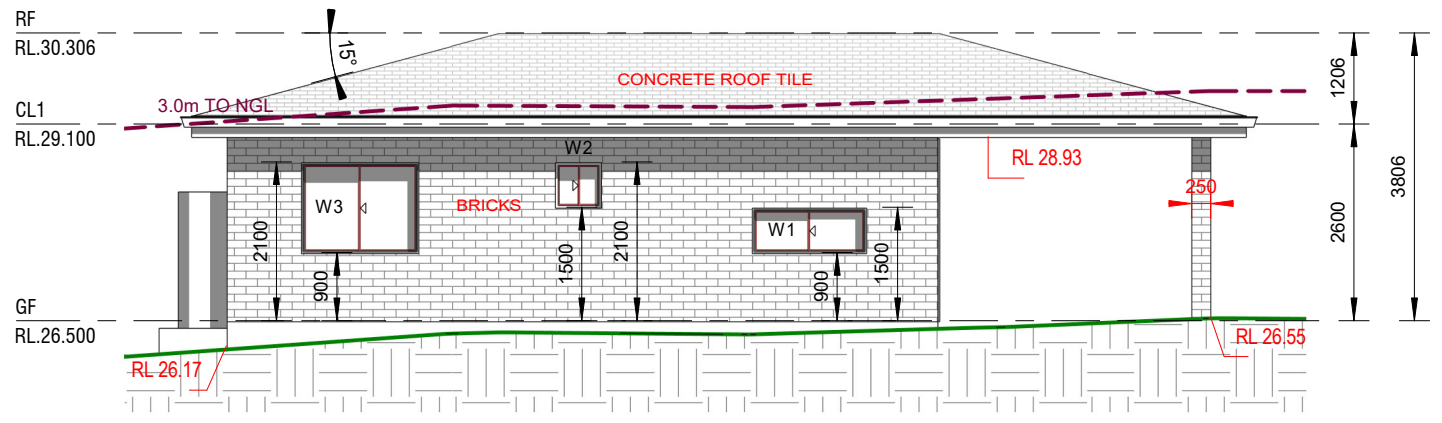 RF
RL.30.306
15°
CONCRETE ROOF TILE
1206
3.0m TO NGL
CL1
RL.29.100
W2
RL 28.93
3806
250
W3
BRICKS
W1
2600
2100
900
1500
2100
900
1500
GF
RL.26.500
RL 26.17
RL 26.55